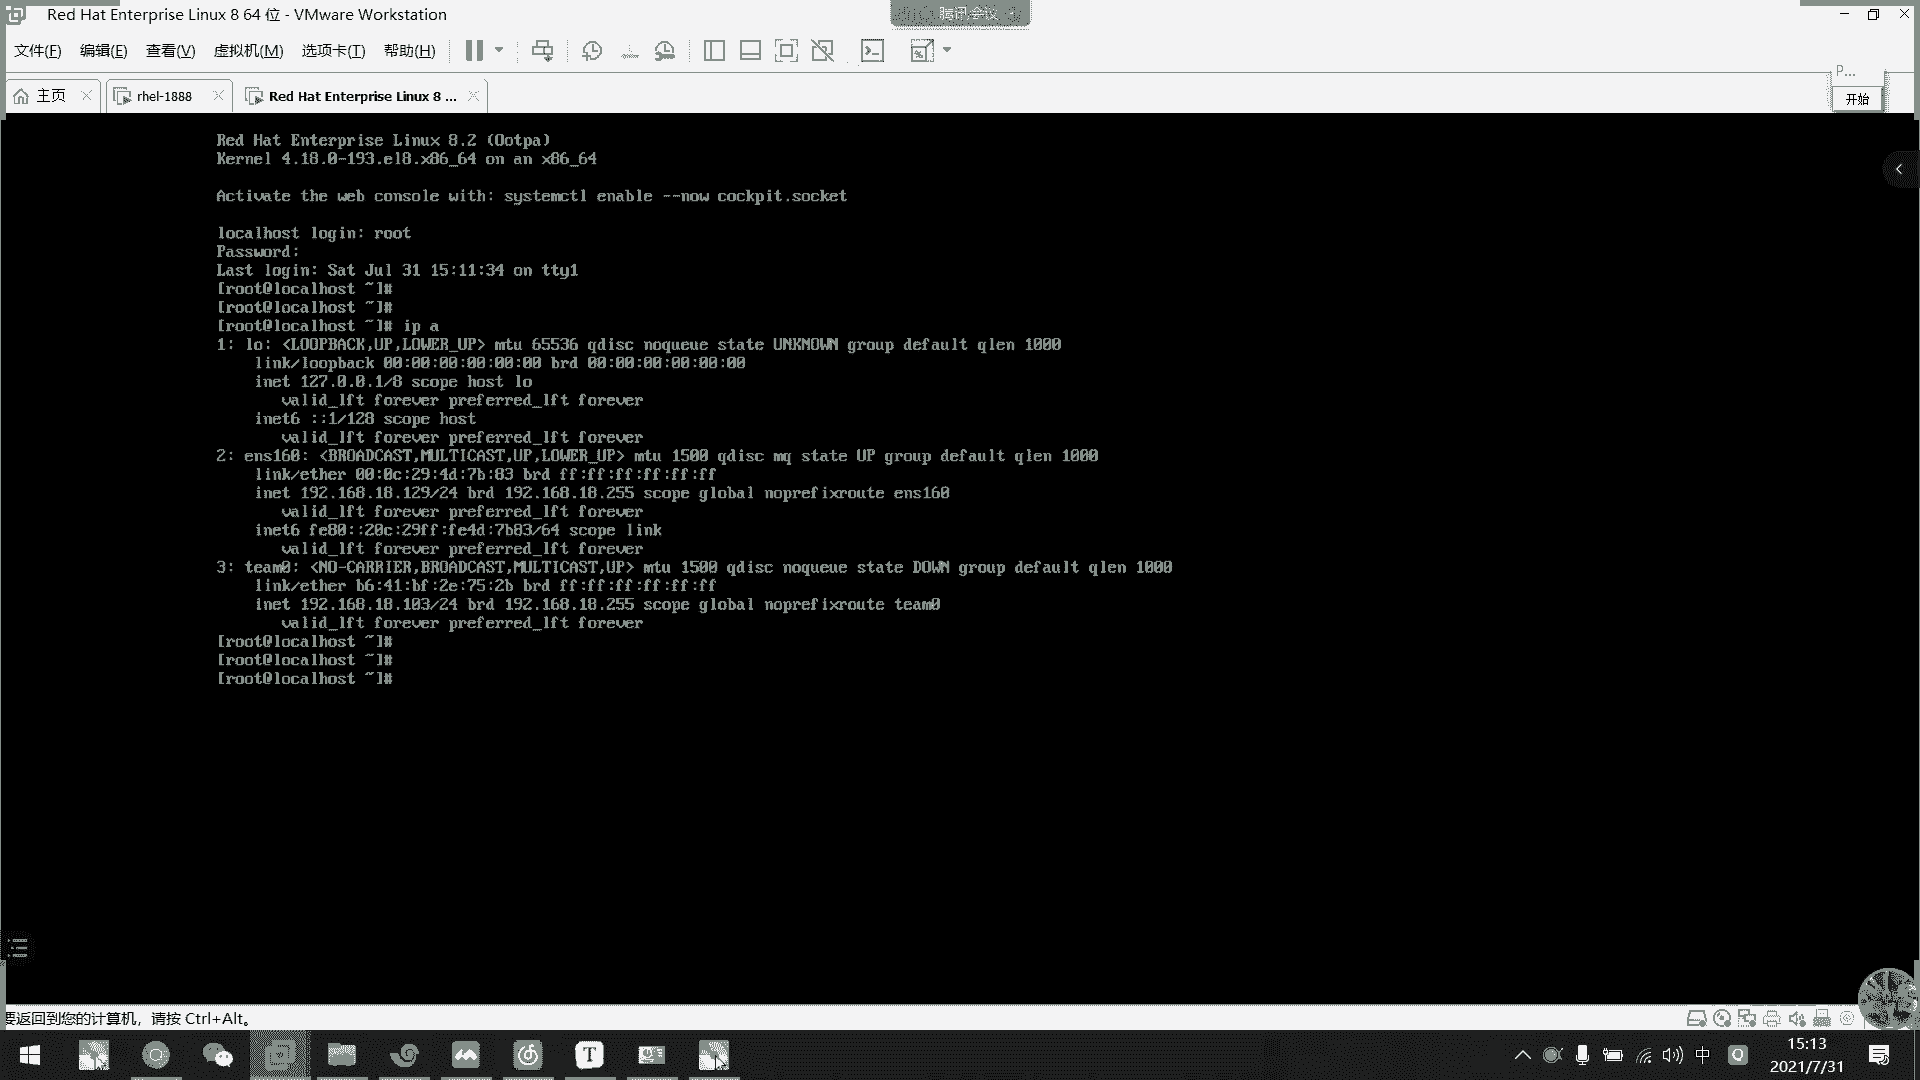 Red Hat Enterprise Linux 8 64 位 - VMware Workstation
腾讯会议
文件(F) 编辑(E) 查看(V) 虚拟机(M) 选项卡(T) 帮助(H)
P...
主页 rhel-1888 Red Hat Enterprise Linux 8 ...
开始
Red Hat Enterprise Linux 8.2 (Ootpa)
Kernel 4.18.0-193.el8.x86_64 on an x86_64
Activate the web console with: systemctl enable --now cockpit.socket
localhost login: root
Password:
Last login: Sat Jul 31 15:11:34 on tty1
[root@localhost ~]#
[root@localhost ~]#
[root@localhost ~]# ip a
1: lo: <LOOPBACK,UP,LOWER_UP> mtu 65536 qdisc noqueue state UNKNOWN group default qlen 1000
link/loopback 00:00:00:00:00:00 brd 00:00:00:00:00:00
inet 127.0.0.1/8 scope host lo
valid_lft forever preferred_lft forever
inet6 ::1/128 scope host
valid_lft forever preferred_lft forever
2: ens160: <BROADCAST,MULTICAST,UP,LOWER_UP> mtu 1500 qdisc mq state UP group default qlen 1000
link/ether 00:0c:29:4d:7b:83 brd ff:ff:ff:ff:ff:ff
inet 192.168.18.129/24 brd 192.168.18.255 scope global noprefixroute ens160
valid_lft forever preferred_lft forever
inet6 fe80::20c:29ff:fe4d:7b83/64 scope link
valid_lft forever preferred_lft forever
3: team0: <NO-CARRIER,BROADCAST,MULTICAST,UP> mtu 1500 qdisc noqueue state DOWN group default qlen 1000
link/ether b6:41:bf:2e:75:2b brd ff:ff:ff:ff:ff:ff
inet 192.168.18.103/24 brd 192.168.18.255 scope global noprefixroute team0
valid_lft forever preferred_lft forever
[root@localhost ~]#
[root@localhost ~]#
[root@localhost ~]#
要返回到您的计算机，请按 Ctrl+Alt。
T
中
15:13
2021/7/31